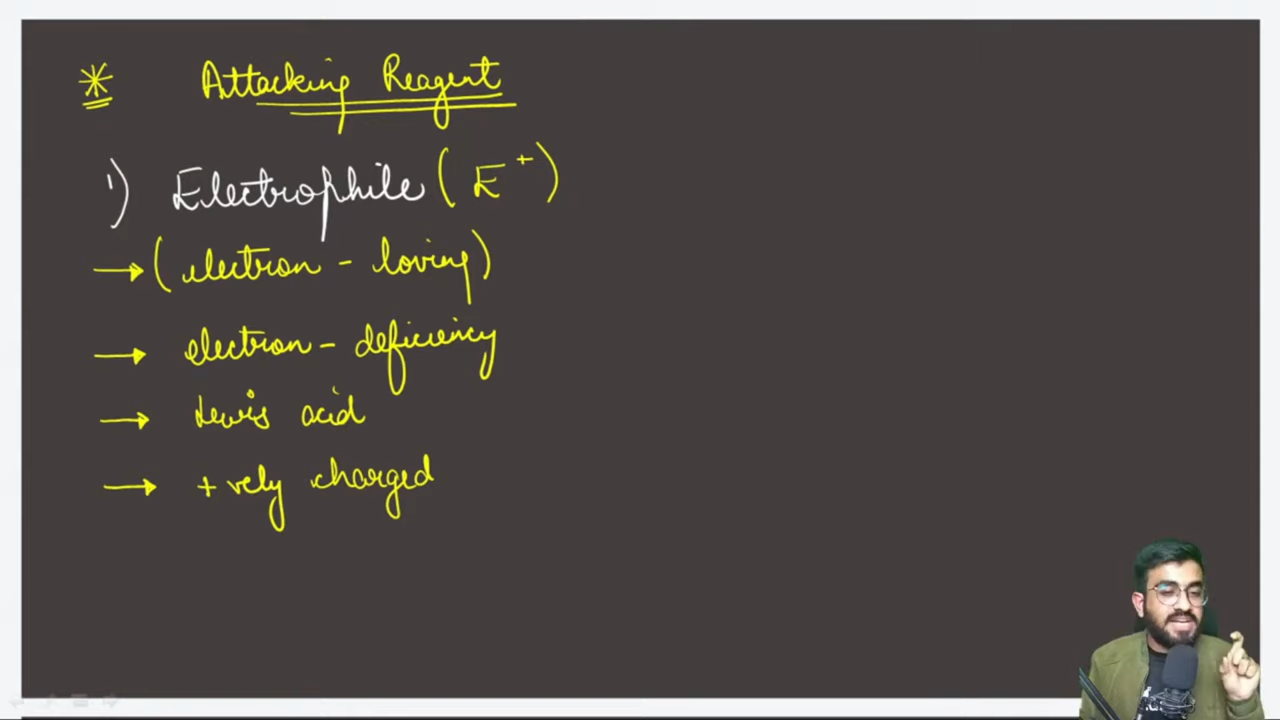 * Attacking Reagent
1) Electrophile (E+)
→ (electron - loving)
→ electron - deficiency
→ Lewis acid
→ +vely charged